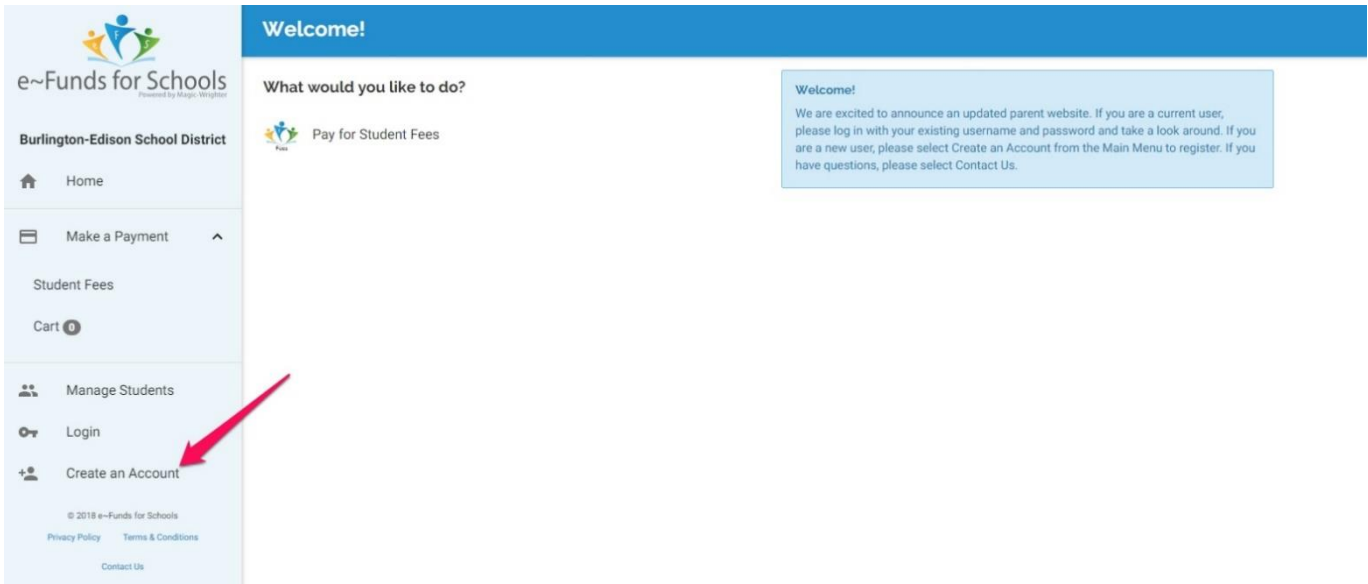 e~Funds for Schools
Powered by Magic-Wrighter
Burlington-Edison School District
Home
Make a Payment
Student Fees
Cart 0
Manage Students
Login
Create an Account
© 2018 e~Funds for Schools
Privacy Policy Terms & Conditions
Contact Us
Welcome!
What would you like to do?
Pay for Student Fees
Welcome!
We are excited to announce an updated parent website. If you are a current user,
please log in with your existing username and password and take a look around. If you
are a new user, please select Create an Account from the Main Menu to register. If you
have questions, please select Contact Us.